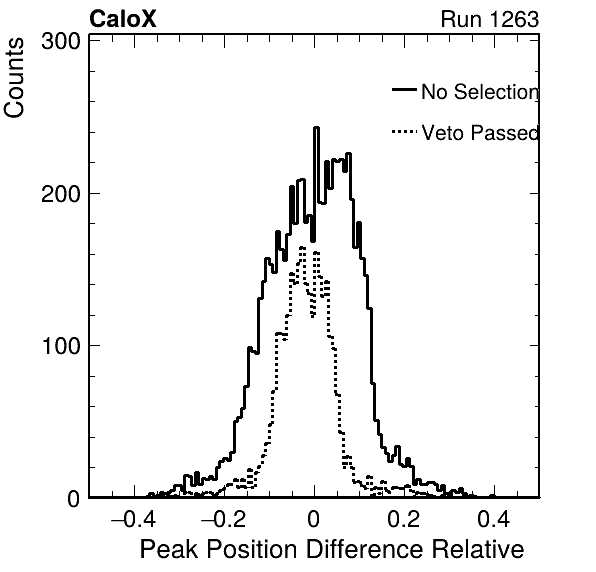 CaloX Run 1263
Counts
300
No Selection
Veto Passed
200
100
0
−0.4 −0.2 0 0.2 0.4
Peak Position Difference Relative